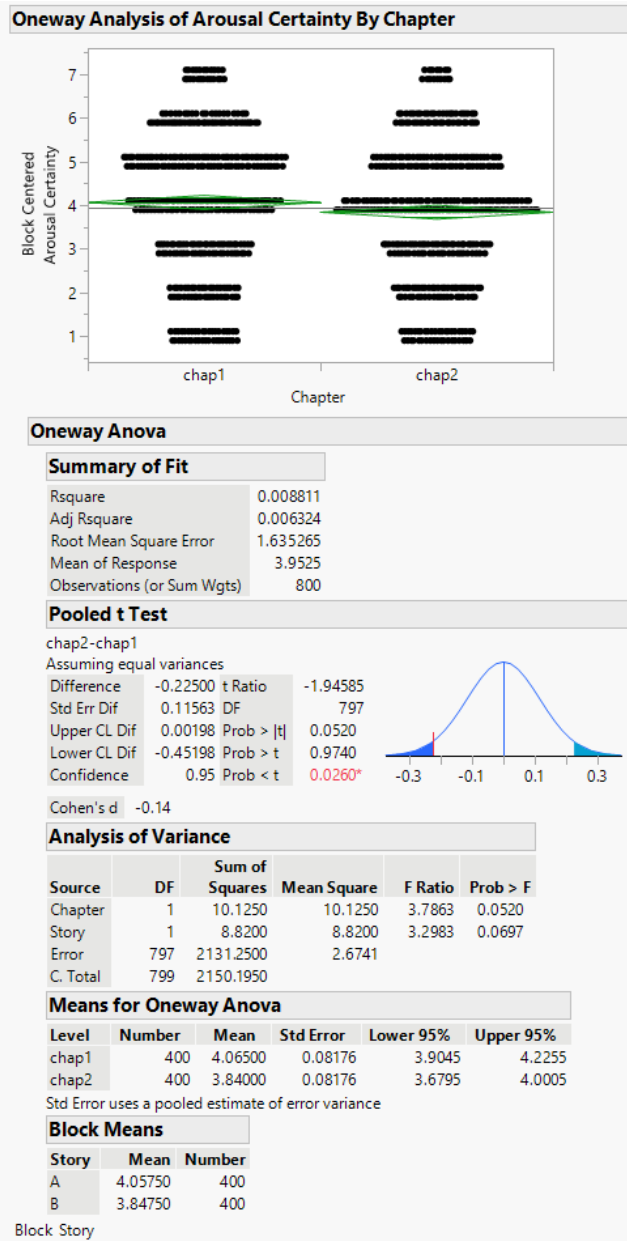 Oneway Analysis of Arousal Certainty By Chapter
7
6
5
4
3
2
1
Block Centered
Arousal Certainty
chap1 chap2
Chapter
Oneway Anova
Summary of Fit
Rsquare 0.008811
Adj Rsquare 0.006324
Root Mean Square Error 1.635265
Mean of Response 3.9525
Observations (or Sum Wgts) 800
Pooled t Test
chap2-chap1
Assuming equal variances
Difference -0.22500 t Ratio -1.94585
Std Err Dif 0.11563 DF 797
Upper CL Dif 0.00198 Prob > |t| 0.0520
Lower CL Dif -0.45198 Prob > t 0.9740
Confidence 0.95 Prob < t 0.0260*
-0.3 -0.1 0.1 0.3
Cohen's d -0.14
Analysis of Variance
Source DF Sum of Squares Mean Square F Ratio Prob > F
Chapter 1 10.1250 10.1250 3.7863 0.0520
Story 1 8.8200 8.8200 3.2983 0.0697
Error 797 2131.2500 2.6741
C. Total 799 2150.1950
Means for Oneway Anova
Level Number Mean Std Error Lower 95% Upper 95%
chap1 400 4.06500 0.08176 3.9045 4.2255
chap2 400 3.84000 0.08176 3.6795 4.0005
Std Error uses a pooled estimate of error variance
Block Means
Story Mean Number
A 4.05750 400
B 3.84750 400
Block Story